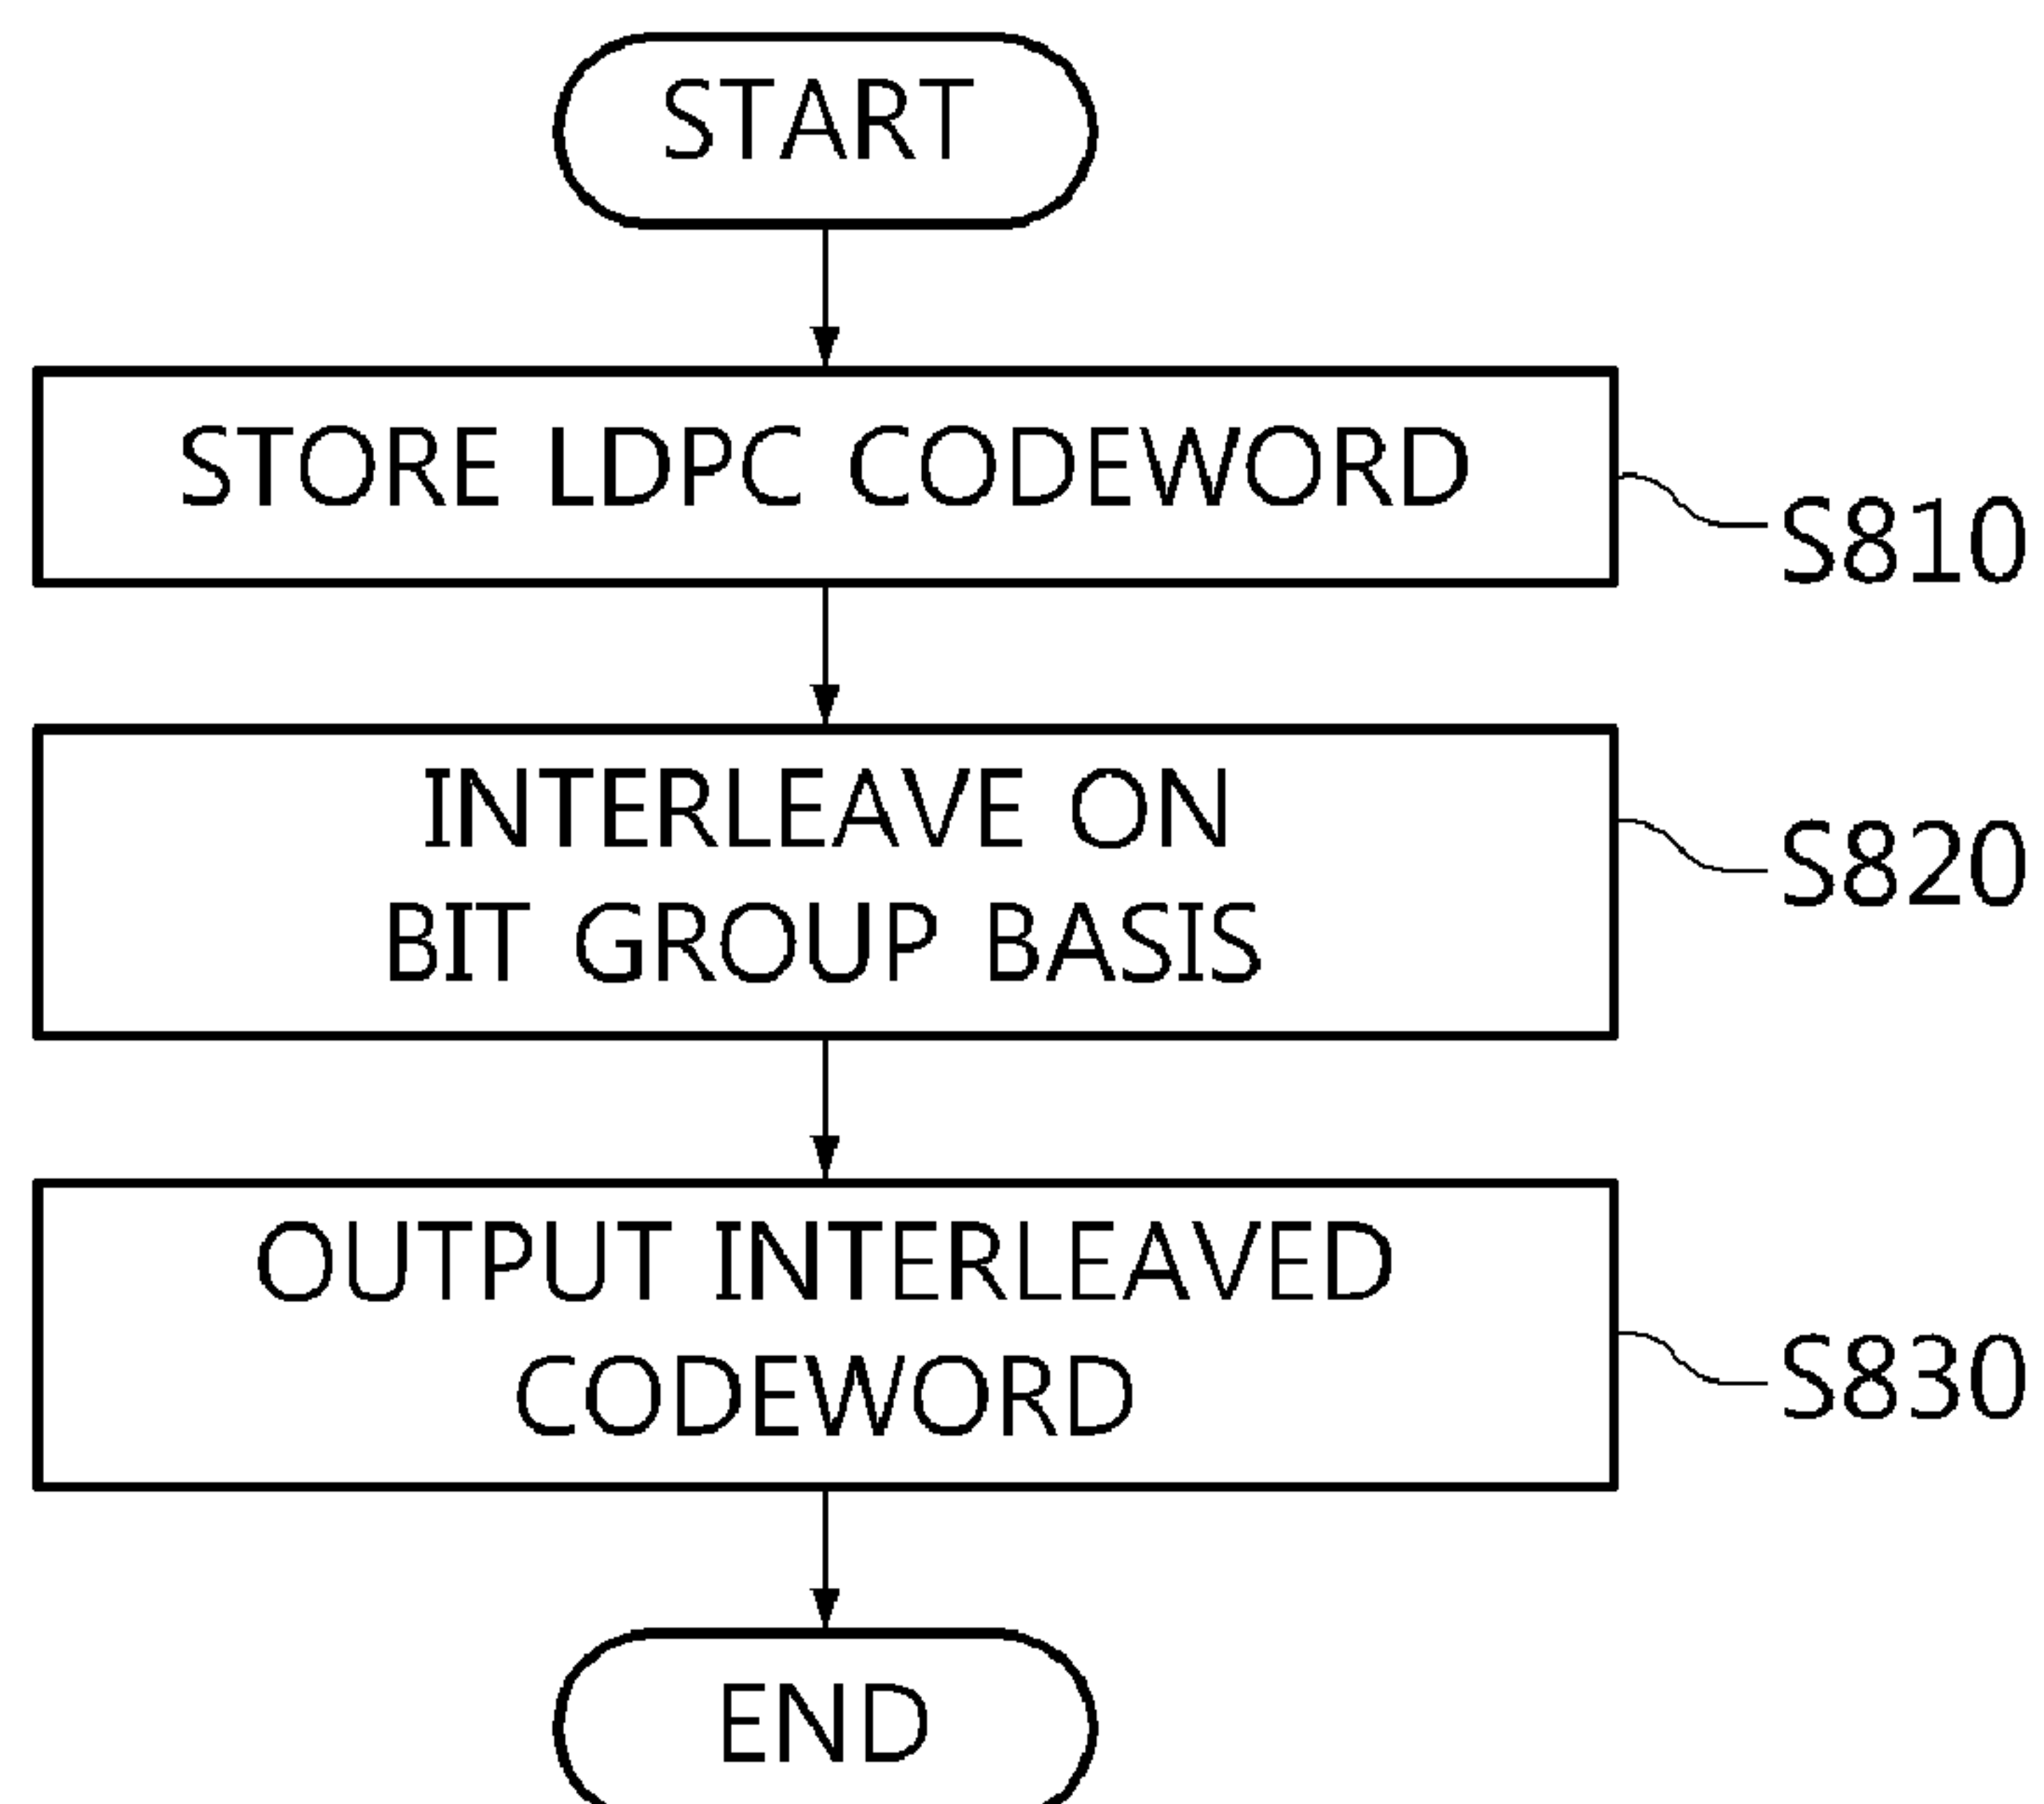 START
STORE LDPC CODEWORD
S810
INTERLEAVE ON
BIT GROUP BASIS
S820
OUTPUT INTERLEAVED
CODEWORD
S830
END